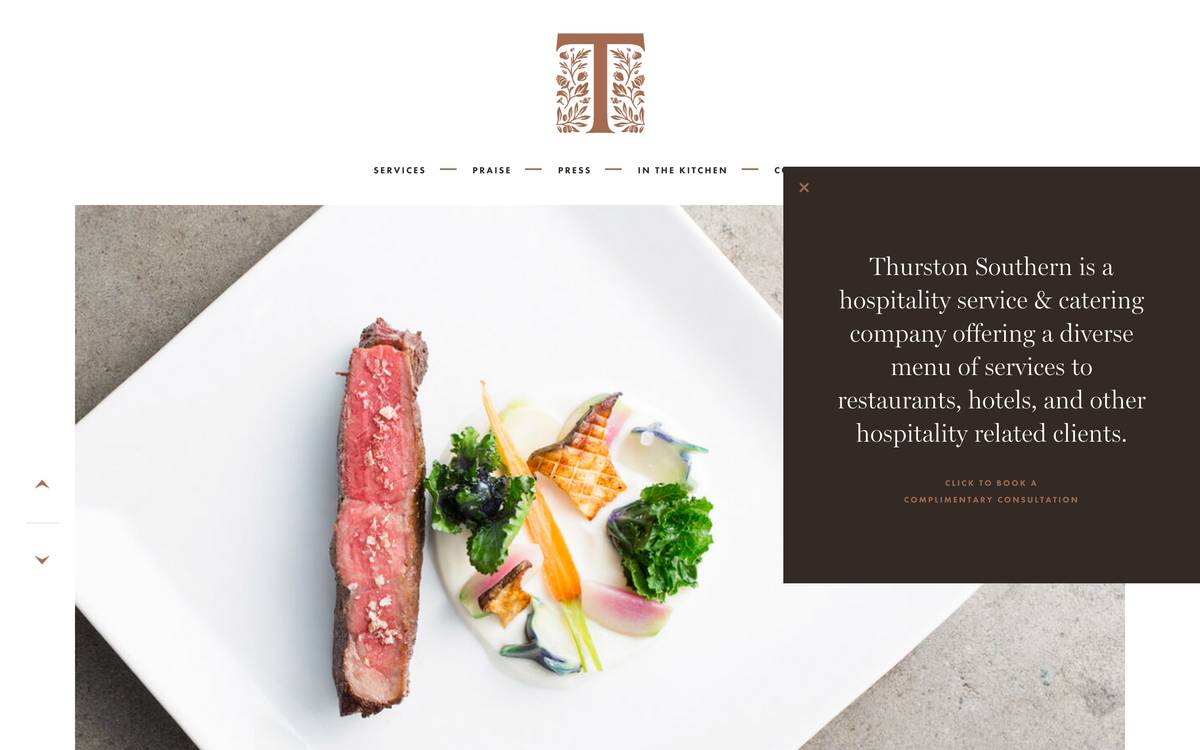 T
SERVICES — PRAISE — PRESS — IN THE KITCHEN —
Thurston Southern is a
hospitality service & catering
company offering a diverse
menu of services to
restaurants, hotels, and other
hospitality related clients.
CLICK TO BOOK A
COMPLIMENTARY CONSULTATION